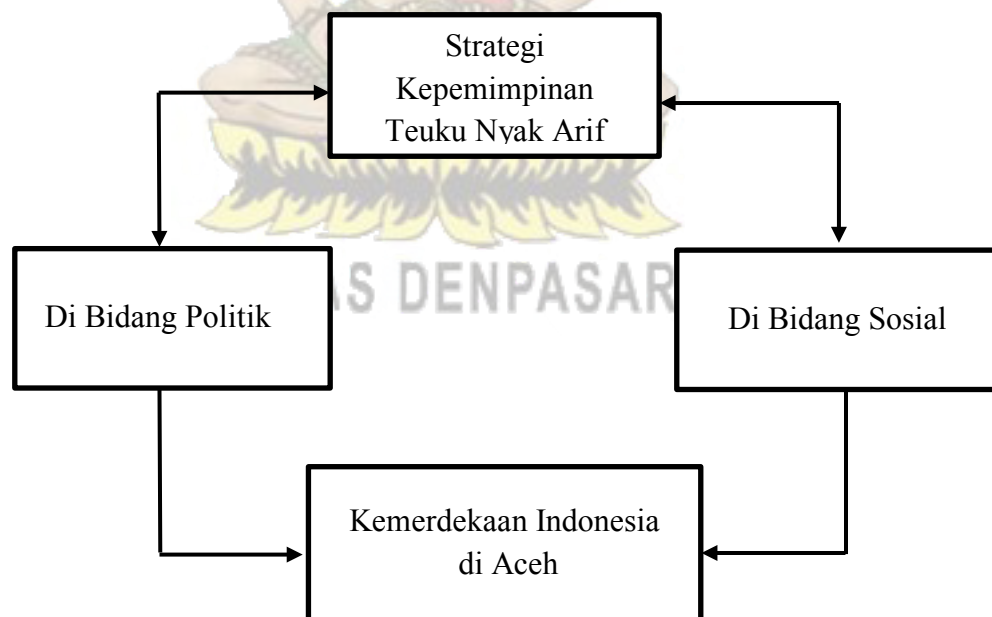 Strategi
Kepemimpinan
Teuku Nyak Arif
Di Bidang Politik
Di Bidang Sosial
AS DENPASAR
Kemerdekaan Indonesia
di Aceh